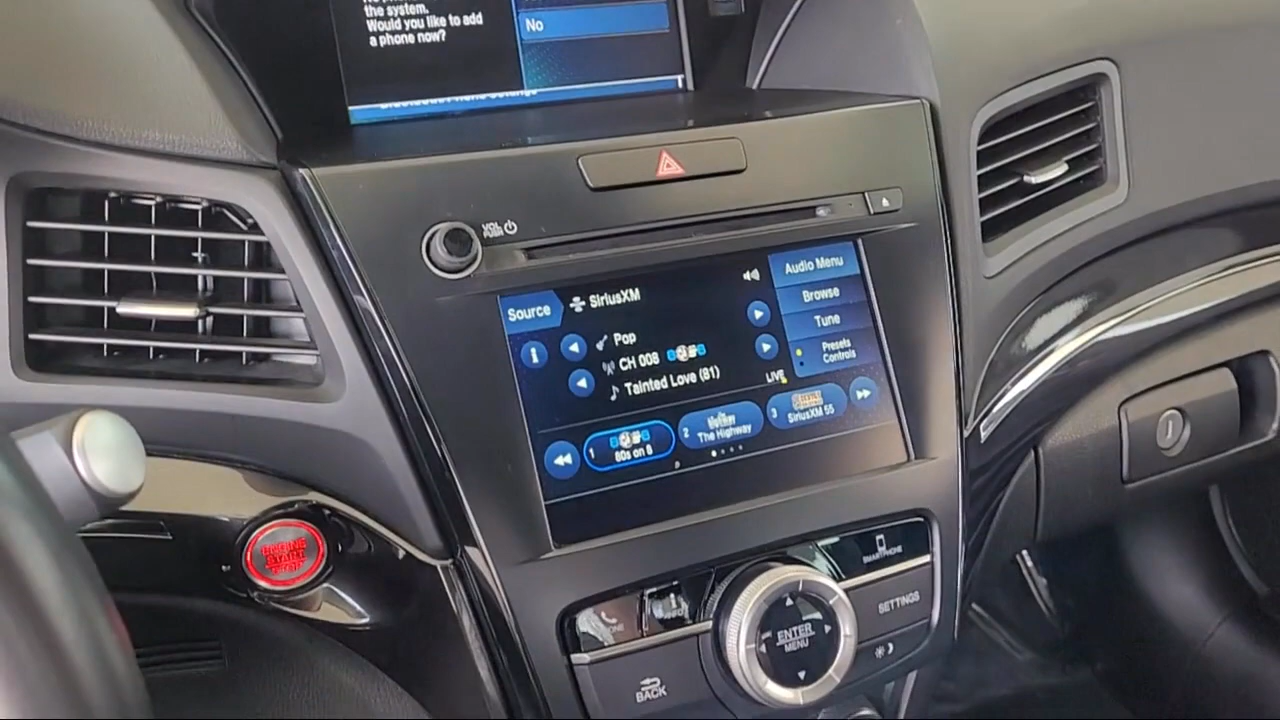 the system.
Would you like to add
a phone now?
No
VOL
PUSH
Source
SiriusXM
Audio Menu
Browse
Tune
Presets
Controls
Pop
CH 008
Tainted Love (81)
LIVE
1
80s on 8
2
The Highway
3
SiriusXM 55
ENGINE
START
STOP
SMARTPHONE
SETTINGS
ENTER
MENU
BACK